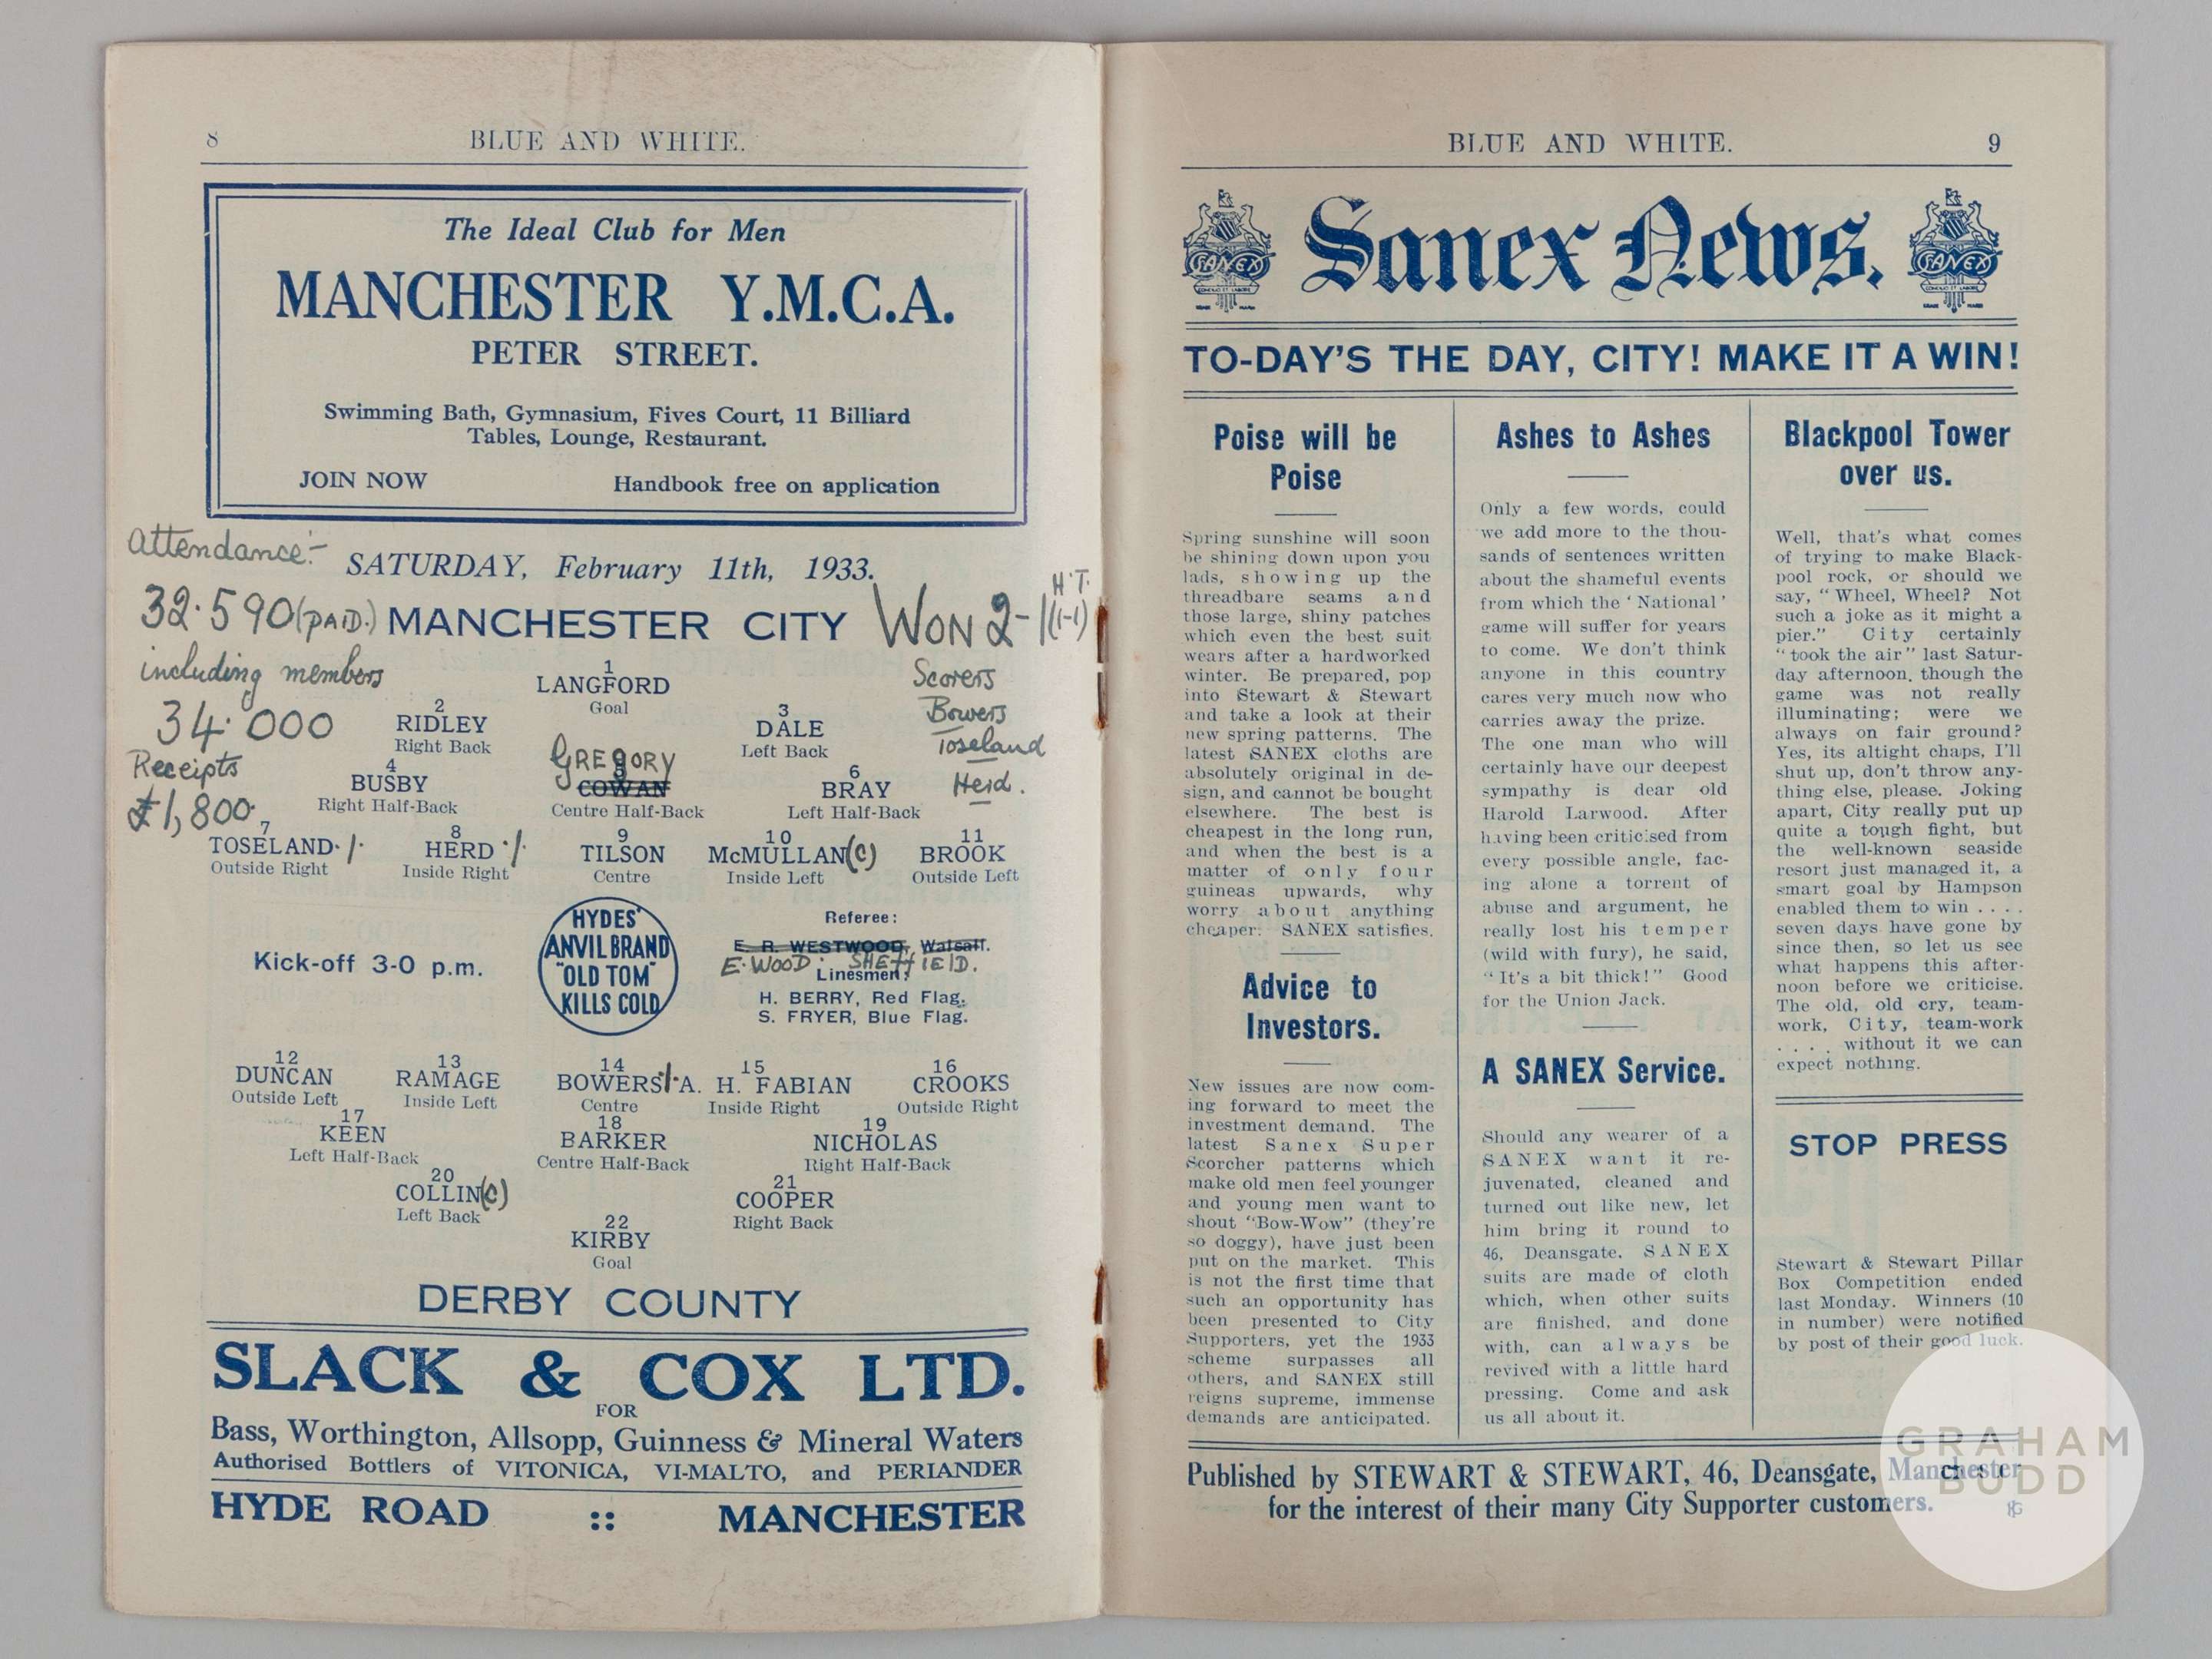 8 BLUE AND WHITE.
The Ideal Club for Men
MANCHESTER Y.M.C.A.
PETER STREET.
Swimming Bath, Gymnasium, Fives Court, 11 Billiard
Tables, Lounge, Restaurant.
JOIN NOW Handbook free on application
Attendance:-
SATURDAY, February 11th, 1933.
H.T.
32.590 (PAID.) MANCHESTER CITY WON 2-1 (1-1)
including members
34.000
Receipts
£1,800.
Scorers
Bowers
Toseland
Herd.
1
LANGFORD
Goal
2
RIDLEY
Right Back
3
DALE
Left Back
4
BUSBY
Right Half-Back
GREGORY
5
COWAN
Centre Half-Back
6
BRAY
Left Half-Back
7
TOSELAND ·/·
Outside Right
8
HERD ·/·
Inside Right
9
TILSON
Centre
10
McMULLAN (C)
Inside Left
11
BROOK
Outside Left
Kick-off 3-0 p.m.
HYDES'
ANVIL BRAND
"OLD TOM"
KILLS COLD
Referee:
E. R. WESTWOOD, Walsall.
E. WOOD. SHEFFIELD.
Linesmen:
H. BERRY, Red Flag.
S. FRYER, Blue Flag.
12
DUNCAN
Outside Left
13
RAMAGE
Inside Left
14
BOWERS ·/·
Centre
15
A. H. FABIAN
Inside Right
16
CROOKS
Outside Right
17
KEEN
Left Half-Back
18
BARKER
Centre Half-Back
19
NICHOLAS
Right Half-Back
20
COLLIN (C)
Left Back
21
COOPER
Right Back
22
KIRBY
Goal
DERBY COUNTY
SLACK & COX LTD.
FOR
Bass, Worthington, Allsopp, Guinness & Mineral Waters
Authorised Bottlers of VITONICA, VI-MALTO, and PERIANDER
HYDE ROAD :: MANCHESTER
BLUE AND WHITE. 9
SANEX
Sanex News.
SANEX
TO-DAY'S THE DAY, CITY! MAKE IT A WIN!
Poise will be
Poise
Spring sunshine will soon
be shining down upon you
lads, showing up the
threadbare seams and
those large, shiny patches
which even the best suit
wears after a hardworked
winter. Be prepared, pop
into Stewart & Stewart
and take a look at their
new spring patterns. The
latest SANEX cloths are
absolutely original in de-
sign, and cannot be bought
elsewhere. The best is
cheapest in the long run,
and when the best is a
matter of only four
guineas upwards, why
worry about anything
cheaper. SANEX satisfies.
Advice to
Investors.
New issues are now com-
ing forward to meet the
investment demand. The
latest Sanex Super
Scorcher patterns which
make old men feel younger
and young men want to
shout "Bow-Wow" (they're
so doggy), have just been
put on the market. This
is not the first time that
such an opportunity has
been presented to City
Supporters, yet the 1933
scheme surpasses all
others, and SANEX still
reigns supreme, immense
demands are anticipated.
Ashes to Ashes
Only a few words, could
we add more to the thou-
sands of sentences written
about the shameful events
from which the 'National'
game will suffer for years
to come. We don't think
anyone in this country
cares very much now who
carries away the prize.
The one man who will
certainly have our deepest
sympathy is dear old
Harold Larwood. After
having been criticised from
every possible angle, fac-
ing alone a torrent of
abuse and argument, he
really lost his temper
(wild with fury), he said,
"It's a bit thick!" Good
for the Union Jack.
A SANEX Service.
Should any wearer of a
SANEX want it re-
juvenated, cleaned and
turned out like new, let
him bring it round to
46, Deansgate. SANEX
suits are made of cloth
which, when other suits
are finished, and done
with, can always be
revived with a little hard
pressing. Come and ask
us all about it.
Blackpool Tower
over us.
Well, that's what comes
of trying to make Black-
pool rock, or should we
say, "Wheel, Wheel? Not
such a joke as it might a
pier." City certainly
"took the air" last Satur-
day afternoon, though the
game was not really
illuminating; were we
always on fair ground?
Yes, its altight chaps, I'll
shut up, don't throw any-
thing else, please. Joking
apart, City really put up
quite a tough fight, but
the well-known seaside
resort just managed it, a
smart goal by Hampson
enabled them to win ....
seven days have gone by
since then, so let us see
what happens this after-
noon before we criticise.
The old, old cry, team-
work, City, team-work
.... without it we can
expect nothing.
STOP PRESS
Stewart & Stewart Pillar
Box Competition ended
last Monday. Winners (10
in number) were notified
by post of their good luck.
Published by STEWART & STEWART, 46, Deansgate, Manchester
for the interest of their many City Supporter customers.
GRAHAM
BUDD